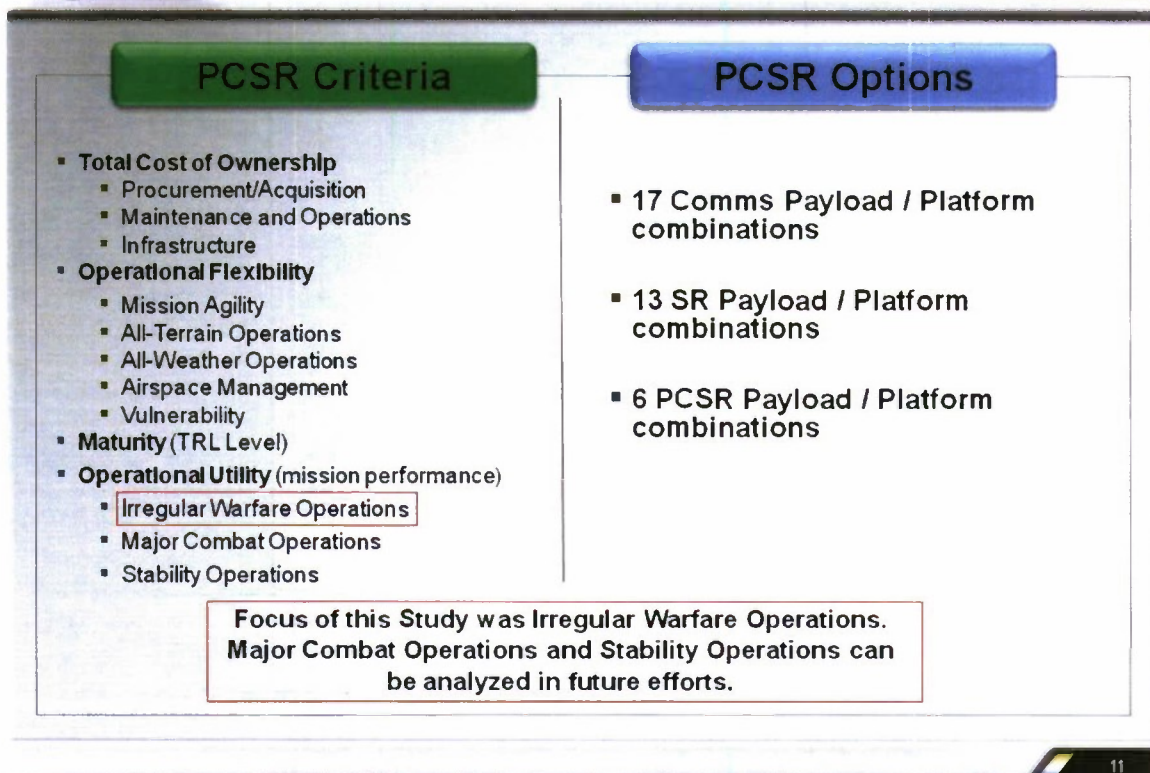 PCSR Criteria
▪ Total Cost of Ownership
▪ Procurement/Acquisition
▪ Maintenance and Operations
▪ Infrastructure
▪ Operational Flexibility
▪ Mission Agility
▪ All-Terrain Operations
▪ All-Weather Operations
▪ Airspace Management
▪ Vulnerability
▪ Maturity (TRL Level)
▪ Operational Utility (mission performance)
▪ Irregular Warfare Operations
▪ Major Combat Operations
▪ Stability Operations
PCSR Options
▪ 17 Comms Payload / Platform
combinations
▪ 13 SR Payload / Platform
combinations
▪ 6 PCSR Payload / Platform
combinations
Focus of this Study was Irregular Warfare Operations.
Major Combat Operations and Stability Operations can
be analyzed in future efforts.
11